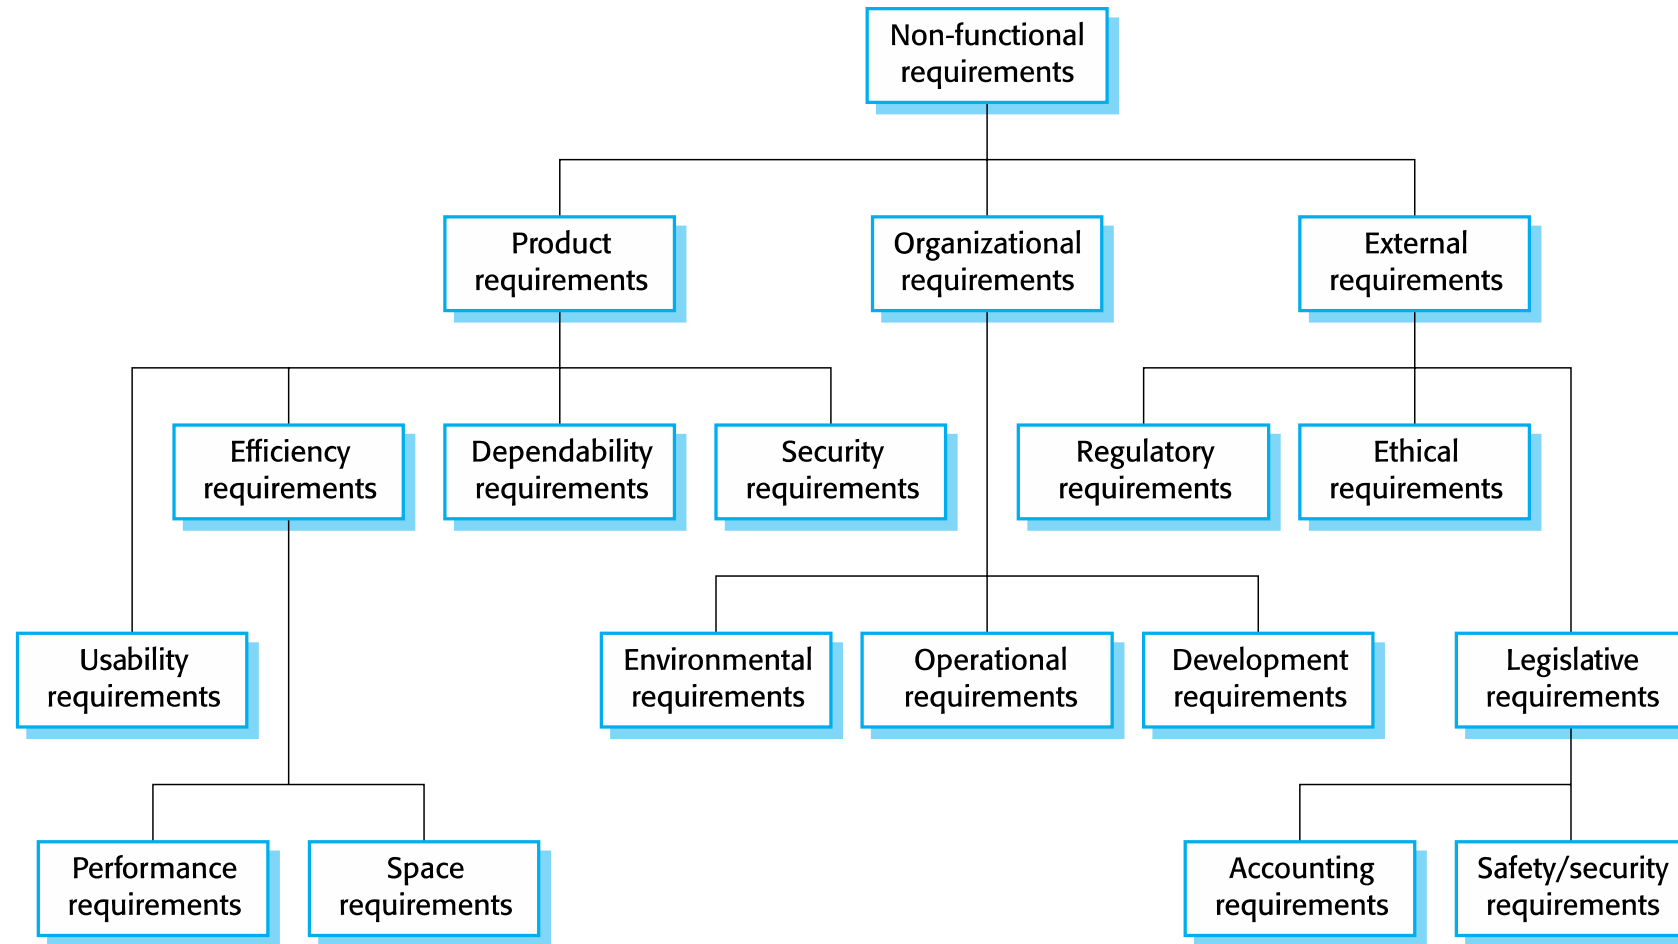 Non-functional
requirements
Product
requirements
Organizational
requirements
External
requirements
Efficiency
requirements
Dependability
requirements
Security
requirements
Regulatory
requirements
Ethical
requirements
Usability
requirements
Environmental
requirements
Operational
requirements
Development
requirements
Legislative
requirements
Performance
requirements
Space
requirements
Accounting
requirements
Safety/security
requirements